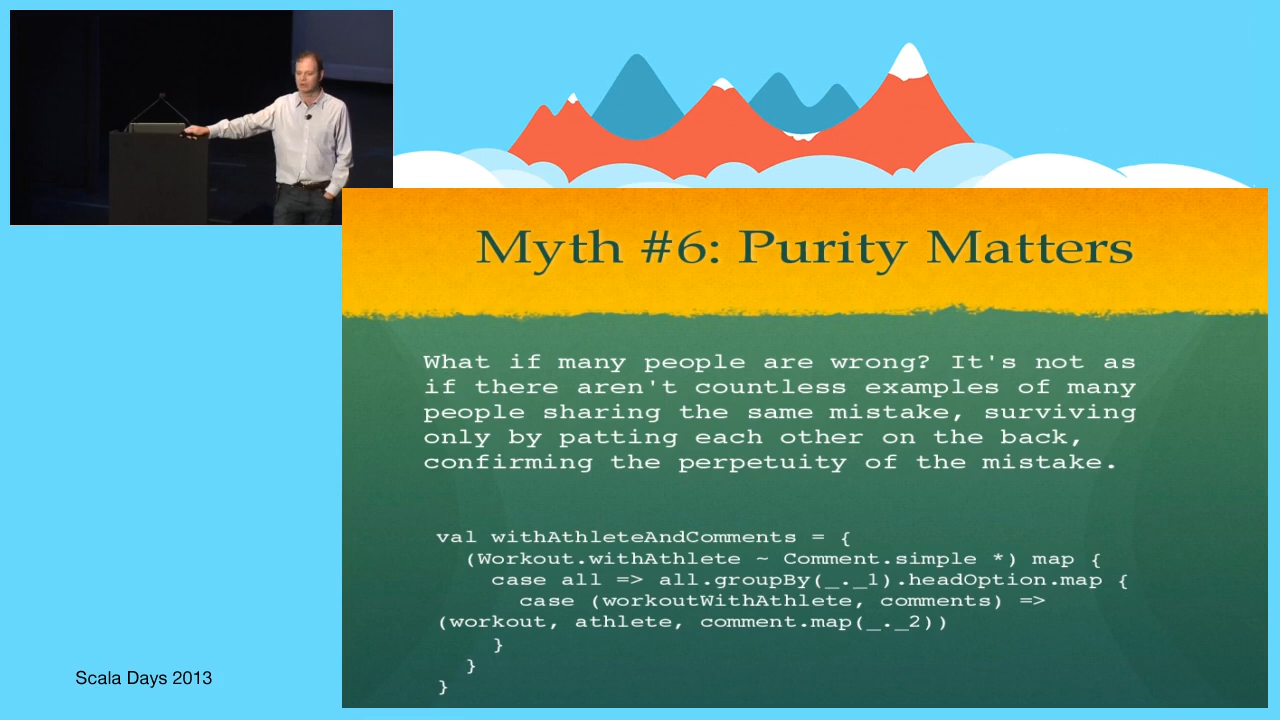 Myth #6: Purity Matters
What if many people are wrong? It's not as
if there aren't countless examples of many
people sharing the same mistake, surviving
only by patting each other on the back,
confirming the perpetuity of the mistake.
val withAthleteAndComments = {
(Workout.withAthlete ~ Comment.simple *) map {
case all => all.groupBy(_._1).headOption.map {
case (workoutWithAthlete, comments) =>
(workout, athlete, comment.map(_._2))
}
}
}
Scala Days 2013